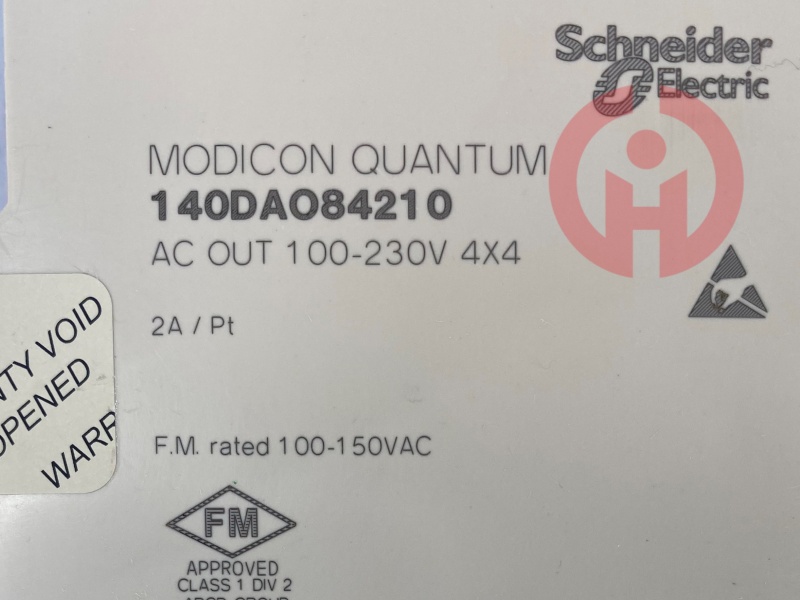 Schneider
Electric
MODICON QUANTUM
140DAO84210
AC OUT 100-230V 4X4
2A / Pt
NTY VOID
OPENED
WARR
F.M. rated 100-150VAC
FM
APPROVED
CLASS 1 DIV 2